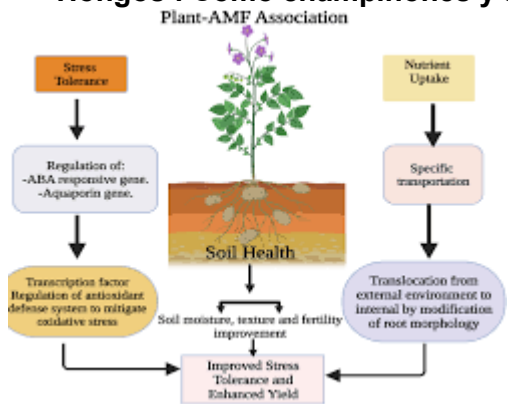 Hongos : Como champiñones y
Plant-AMF Association
Stress
Tolerance
Regulation of:
-ABA responsive gene.
-Aquaporin gene.
Transcription factor
Regulation of antioxidant
defense system to mitigate
oxidative stress
Soil Health
Soil moisture, texture and fertility
improvement
Nutrient
Uptake
Specific
transportation
Translocation from
external environment to
internal by modification
of root morphology
Improved Stress
Tolerance and
Enhanced Yield